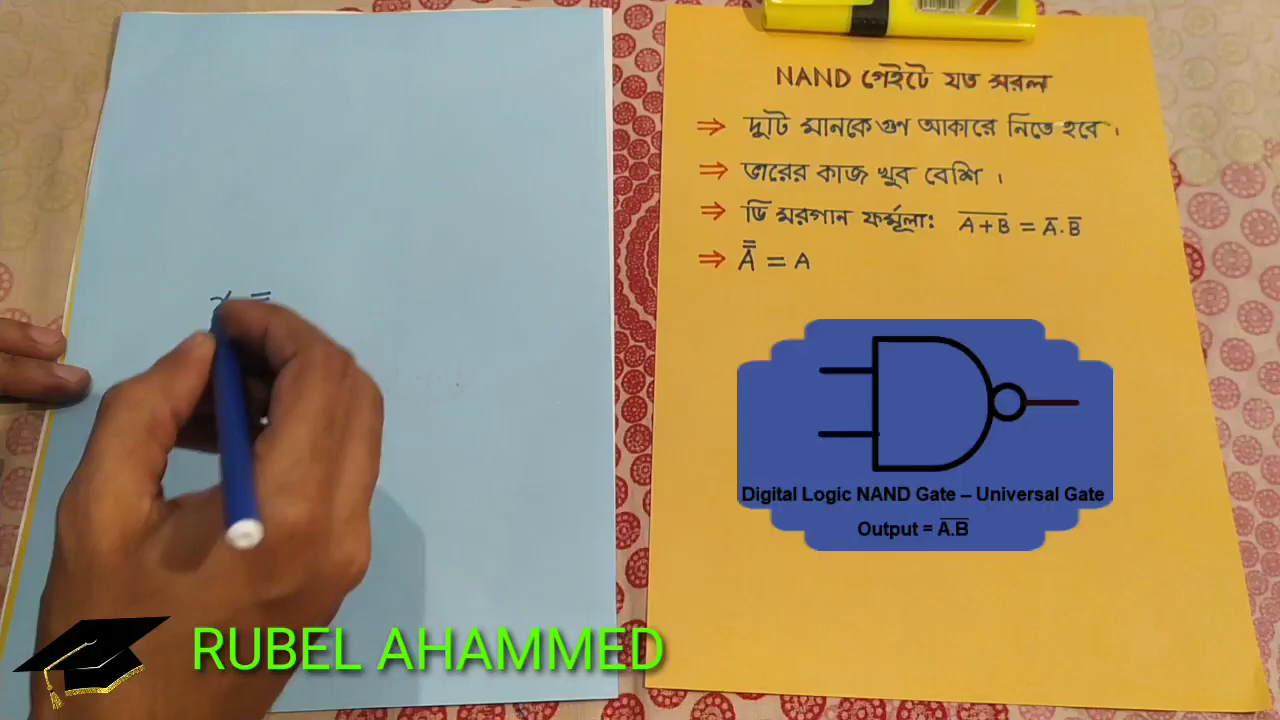 x =
NAND গেইটে যত সরল
⇒ দুটি মানকে গুণ আকারে নিতে হবে।
⇒ ভারের কাজ খুব বেশি।
⇒ ডি মরগান ফর্মূলা: A̅+̅B̅ = A̅.B̅
⇒ A̿ = A
Digital Logic NAND Gate – Universal Gate
Output = A̅.̅B̅
RUBEL AHAMMED